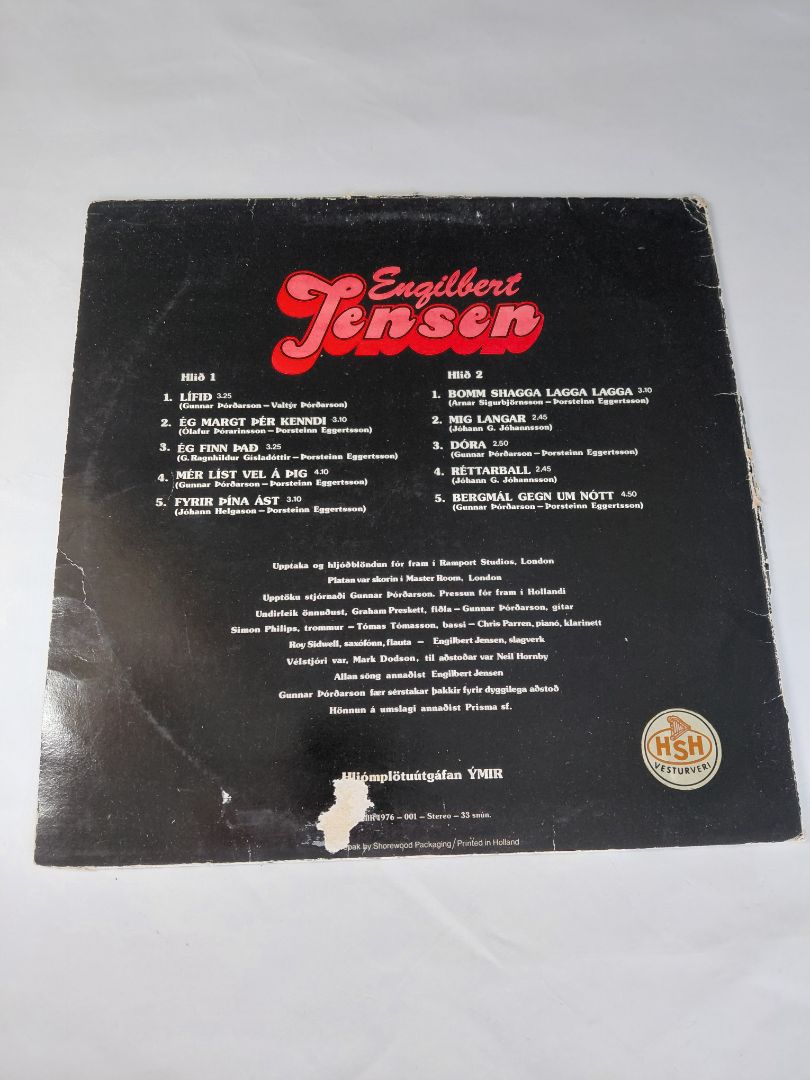 Engilbert
Jensen
Hlið 1
1. LÍFIÐ 3.25
(Gunnar Þórðarson – Valtýr Þórðarson)
2. ÉG MARGT ÞÉR KENNDI 3.10
(Ólafur Þórarinsson – Þorsteinn Eggertsson)
3. ÉG FINN ÞAÐ 3.25
(G. Ragnhildur Gísladóttir – Þorsteinn Eggertsson)
4. MÉR LÍST VEL Á ÞIG 4.10
(Gunnar Þórðarson – Þorsteinn Eggertsson)
5. FYRIR ÞÍNA ÁST 3.10
(Jóhann Helgason – Þorsteinn Eggertsson)
Hlið 2
1. BOMM SHAGGA LAGGA LAGGA 3.10
(Arnar Sigurbjörnsson – Þorsteinn Eggertsson)
2. MIG LANGAR 2.45
(Jóhann G. Jóhannsson)
3. DÓRA 2.50
(Gunnar Þórðarson – Þorsteinn Eggertsson)
4. RÉTTARBALL 2.45
(Jóhann G. Jóhannsson)
5. BERGMÁL GEGN UM NÓTT 4.50
(Gunnar Þórðarson – Þorsteinn Eggertsson)
Upptaka og hljóðblöndun fór fram í Ramport Studios, London
Platan var skorin í Master Room, London
Upptöku stjórnaði Gunnar Þórðarson. Pressun fór fram í Hollandi
Undirleik önnuðust, Graham Preskett, fiðla – Gunnar Þórðarson, gítar
Simon Philips, trommur – Tómas Tómasson, bassi – Chris Parren, pianó, klarinett
Roy Sidwell, saxófónn, flauta – Engilbert Jensen, slagverk
Vélstjóri var, Mark Dodson, til aðstoðar var Neil Hornby
Allan söng annaðist Engilbert Jensen
Gunnar Þórðarson fær sérstakar þakkir fyrir dyggilega aðstoð
Hönnun á umslagi annaðist Prisma sf.
HSH
VESTURVERI
Hljómplötuútgáfan ÝMIR
1976 – 001 – Stereo – 33 snún.
by Shorewood Packaging / Printed in Holland